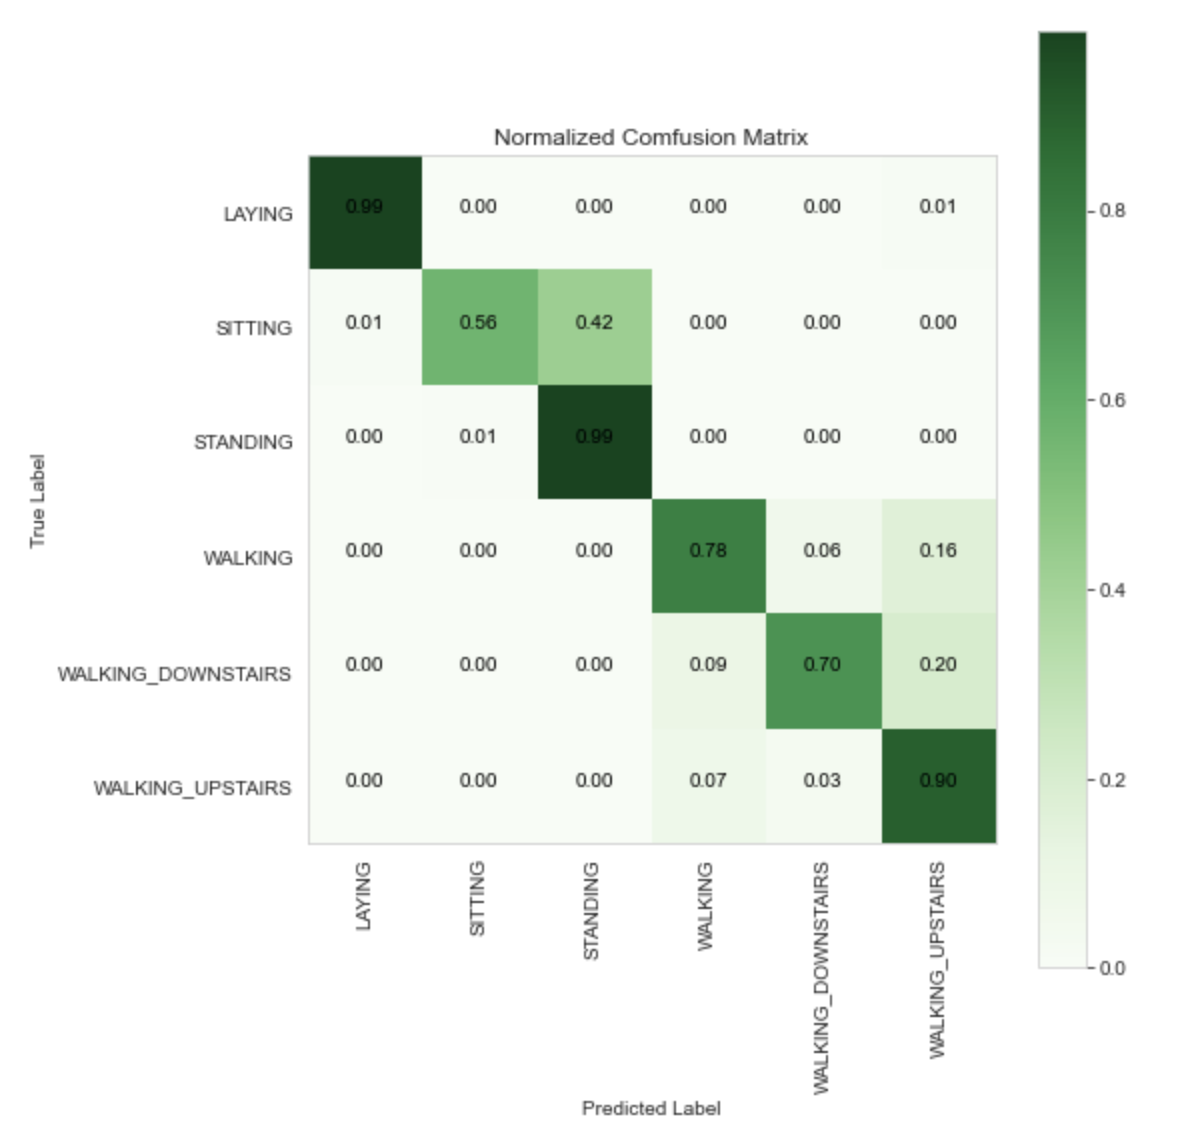 Normalized Comfusion Matrix
LAYING 0.99 0.00 0.00 0.00 0.00 0.01
SITTING 0.01 0.56 0.42 0.00 0.00 0.00
STANDING 0.00 0.01 0.99 0.00 0.00 0.00
WALKING 0.00 0.00 0.00 0.78 0.06 0.16
WALKING_DOWNSTAIRS 0.00 0.00 0.00 0.09 0.70 0.20
WALKING_UPSTAIRS 0.00 0.00 0.00 0.07 0.03 0.90
True Label
LAYING
SITTING
STANDING
WALKING
WALKING_DOWNSTAIRS
WALKING_UPSTAIRS
Predicted Label
0.8
0.6
0.4
0.2
0.0